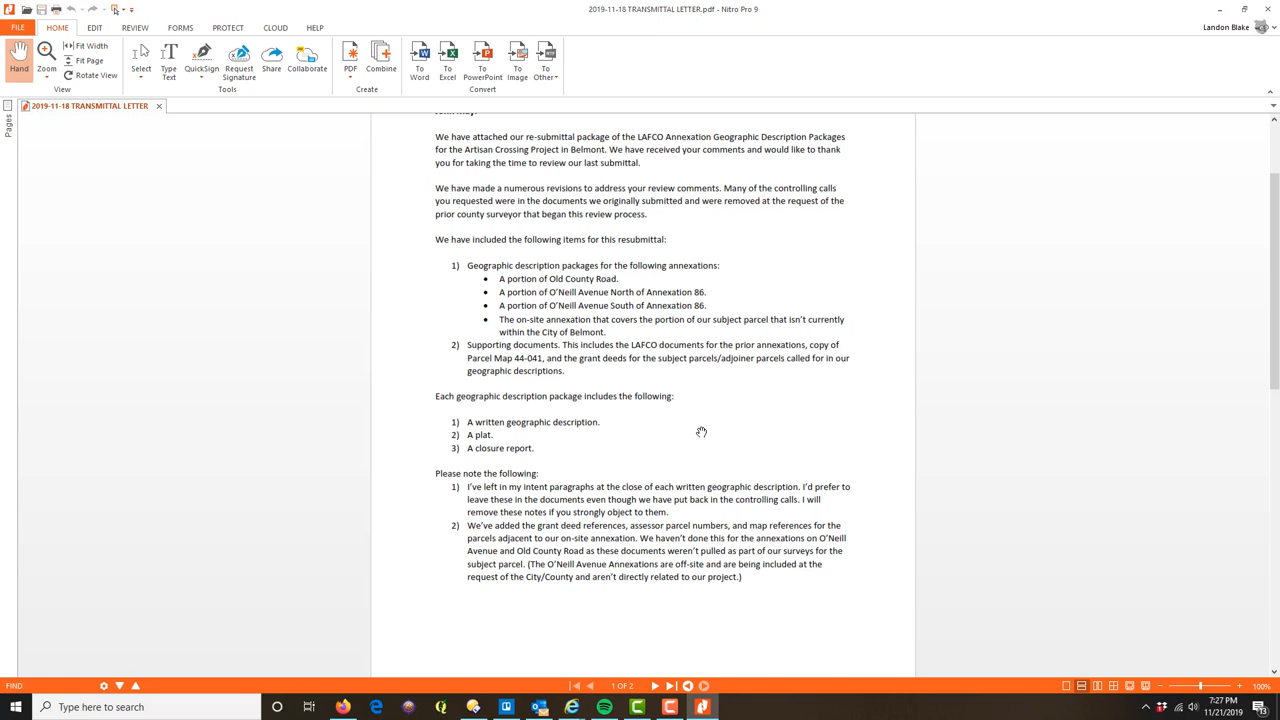 2019-11-18 TRANSMITTAL LETTER.pdf - Nitro Pro 9
FILE HOME EDIT REVIEW FORMS PROTECT CLOUD HELP
Landon Blake
Hand
Zoom
Fit Width
Fit Page
Rotate View
Select
Type Text
QuickSign
Request Signature
Share
Collaborate
PDF
Combine
To Word
To Excel
To PowerPoint
To Image
To Other
View
Tools
Create
Convert
2019-11-18 TRANSMITTAL LETTER
Pages
We have attached our re-submittal package of the LAFCO Annexation Geographic Description Packages
for the Artisan Crossing Project in Belmont. We have received your comments and would like to thank
you for taking the time to review our last submittal.
We have made a numerous revisions to address your review comments. Many of the controlling calls
you requested were in the documents we originally submitted and were removed at the request of the
prior county surveyor that began this review process.
We have included the following items for this resubmittal:
1) Geographic description packages for the following annexations:
• A portion of Old County Road.
• A portion of O'Neill Avenue North of Annexation 86.
• A portion of O'Neill Avenue South of Annexation 86.
• The on-site annexation that covers the portion of our subject parcel that isn't currently
within the City of Belmont.
2) Supporting documents. This includes the LAFCO documents for the prior annexations, copy of
Parcel Map 44-041, and the grant deeds for the subject parcels/adjoiner parcels called for in our
geographic descriptions.
Each geographic description package includes the following:
1) A written geographic description.
2) A plat.
3) A closure report.
Please note the following:
1) I've left in my intent paragraphs at the close of each written geographic description. I'd prefer to
leave these in the documents even though we have put back in the controlling calls. I will
remove these notes if you strongly object to them.
2) We've added the grant deed references, assessor parcel numbers, and map references for the
parcels adjacent to our on-site annexation. We haven't done this for the annexations on O'Neill
Avenue and Old County Road as these documents weren't pulled as part of our surveys for the
subject parcel. (The O'Neill Avenue Annexations are off-site and are being included at the
request of the City/County and aren't directly related to our project.)
FIND
1 OF 2
100%
Type here to search
7:27 PM
11/21/2019